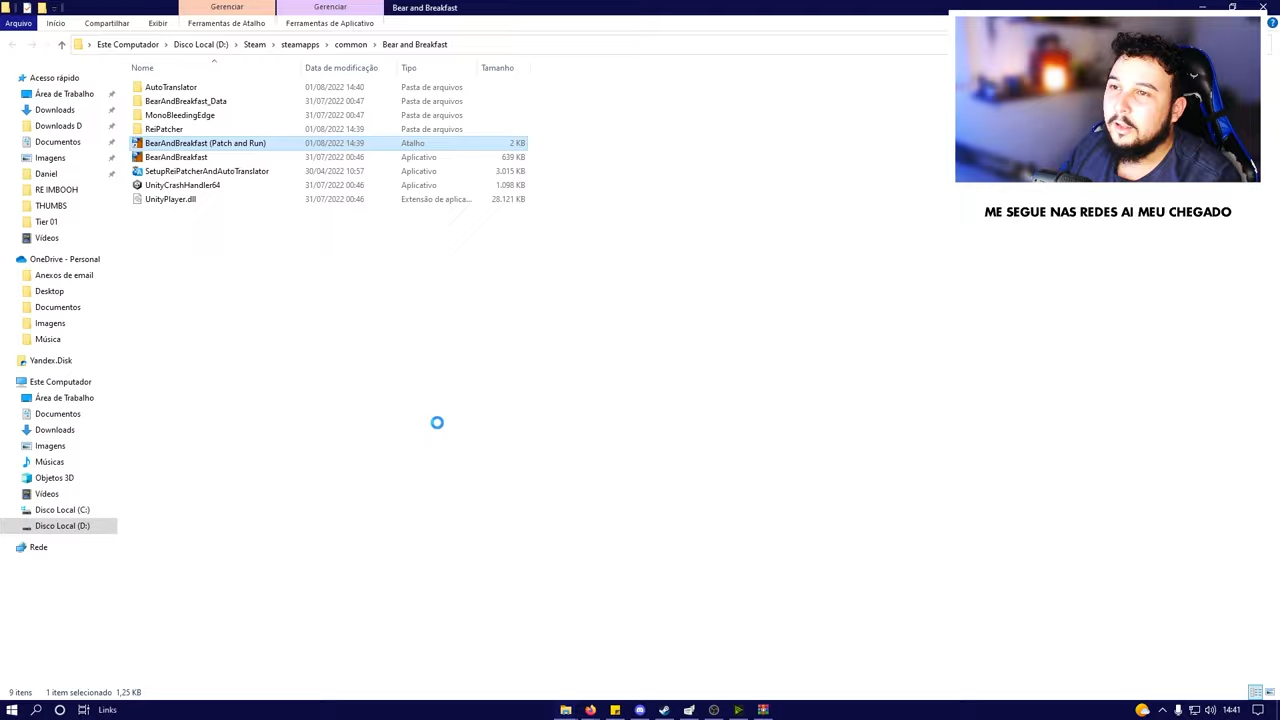 Gerenciar
Gerenciar
Bear and Breakfast
Arquivo
Início
Compartilhar
Exibir
Ferramentas de Atalho
Ferramentas de Aplicativo
Este Computador
Disco Local (D:)
Steam
steamapps
common
Bear and Breakfast
Nome
Data de modificação
Tipo
Tamanho
AutoTranslator 01/08/2022 14:40 Pasta de arquivos
BearAndBreakfast_Data 31/07/2022 00:47 Pasta de arquivos
MonoBleedingEdge 31/07/2022 00:47 Pasta de arquivos
ReiPatcher 01/08/2022 14:39 Pasta de arquivos
BearAndBreakfast (Patch and Run) 01/08/2022 14:39 Atalho 2 KB
BearAndBreakfast 31/07/2022 00:46 Aplicativo 639 KB
SetupReiPatcherAndAutoTranslator 30/04/2022 10:57 Aplicativo 3.015 KB
UnityCrashHandler64 31/07/2022 00:46 Aplicativo 1.098 KB
UnityPlayer.dll 31/07/2022 00:46 Extensão de aplica... 28.121 KB
Acesso rápido
Área de Trabalho
Downloads
Downloads D
Documentos
Imagens
Daniel
RE IMBOOH
THUMBS
Tier 01
Vídeos
OneDrive - Personal
Anexos de email
Desktop
Documentos
Imagens
Música
Yandex.Disk
Este Computador
Área de Trabalho
Documentos
Downloads
Imagens
Músicas
Objetos 3D
Vídeos
Disco Local (C:)
Disco Local (D:)
Rede
ME SEGUE NAS REDES AI MEU CHEGADO
9 itens
1 item selecionado 1,25 KB
Links
14:41